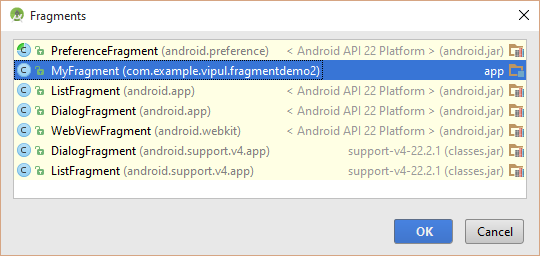 Fragments
PreferenceFragment (android.preference) < Android API 22 Platform > (android.jar)
MyFragment (com.example.vipul.fragmentdemo2) app
ListFragment (android.app) < Android API 22 Platform > (android.jar)
DialogFragment (android.app) < Android API 22 Platform > (android.jar)
WebViewFragment (android.webkit) < Android API 22 Platform > (android.jar)
DialogFragment (android.support.v4.app) support-v4-22.2.1 (classes.jar)
ListFragment (android.support.v4.app) support-v4-22.2.1 (classes.jar)
OK Cancel